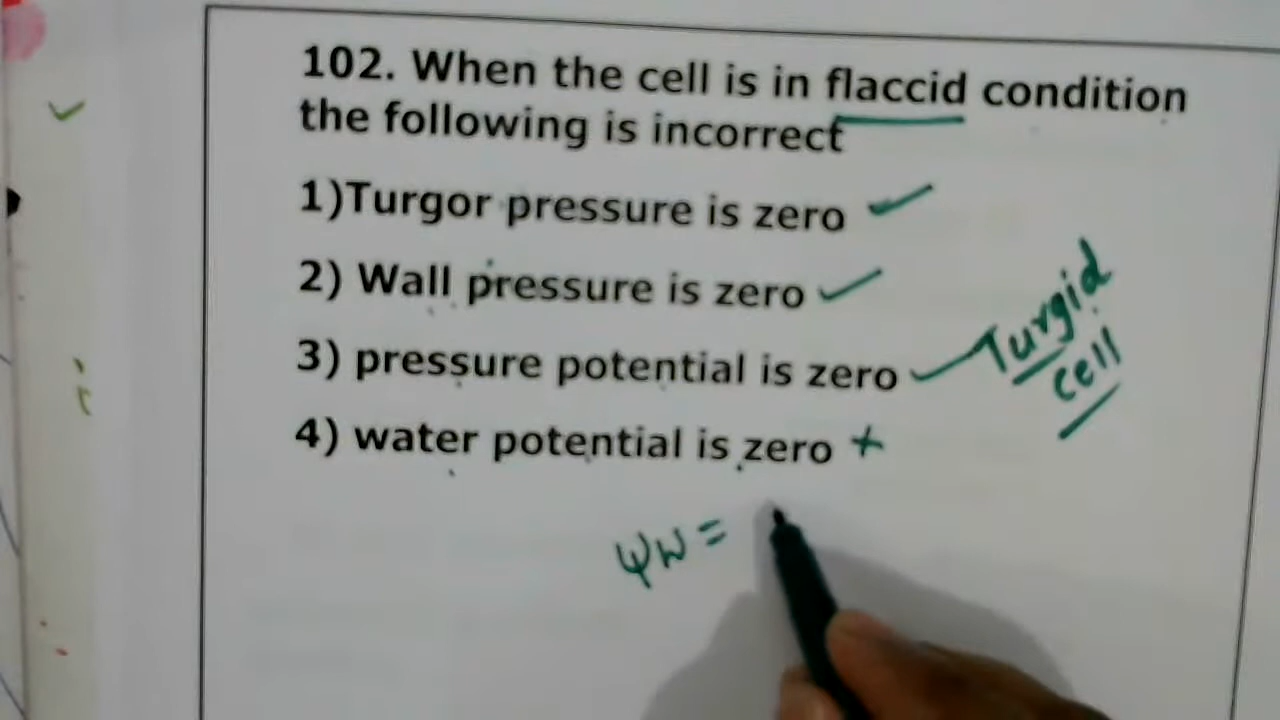 102. When the cell is in flaccid condition
the following is incorrect
1)Turgor pressure is zero ✓
2) Wall pressure is zero ✓
3) pressure potential is zero ✓
Turgid
cell
4) water potential is zero +
ψw =